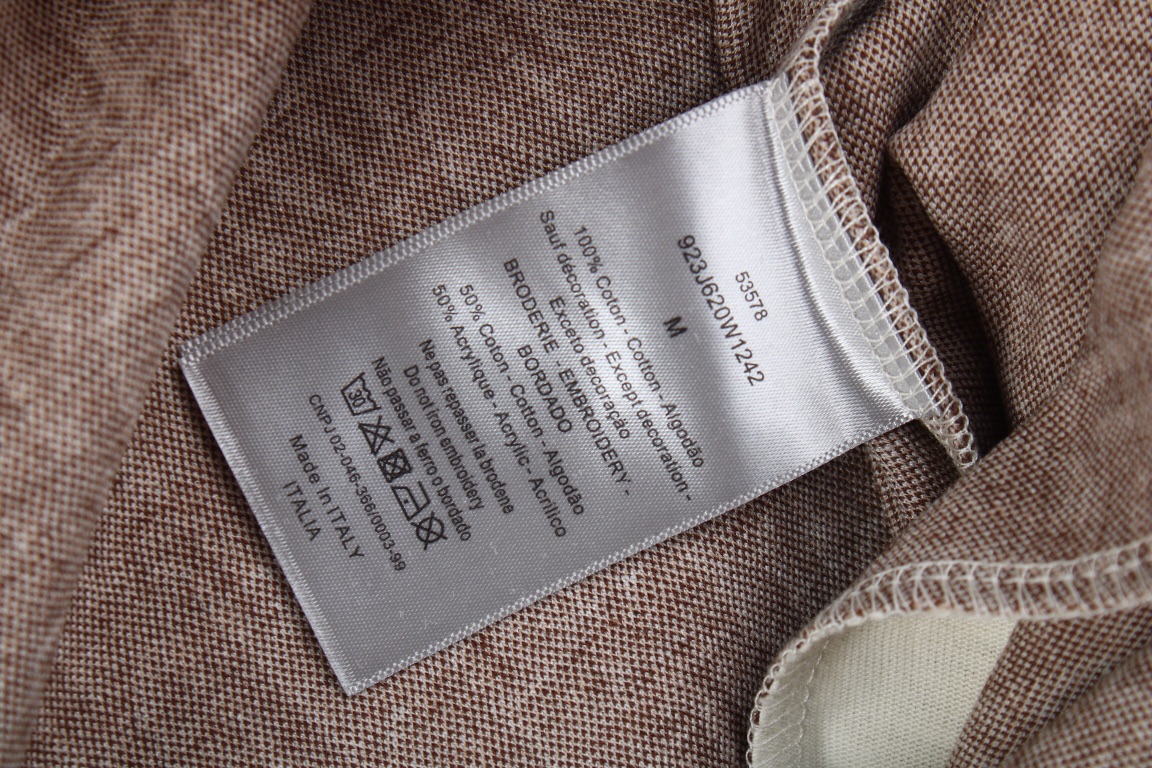 53578
923J620W1242
M
100% Coton - Cotton - Algodão
Sauf décoration - Except decoration -
Exceto decoração
BRODERIE - EMBROIDERY -
BORDADO
50% Coton - Cotton - Algodão
50% Acrylique - Acrylic - Acrílico
Ne pas repasser la broderie
Do not iron embroidery
Não passar a ferro o bordado
30
CNPJ 02-046-366/0003-99
Made In ITALY
ITALIA